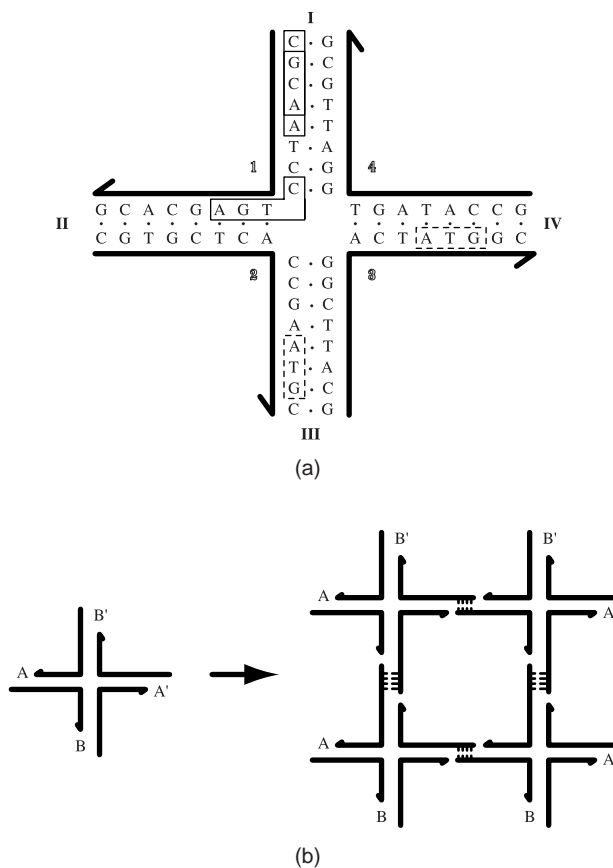 I
C · G
G · C
C · G
A · T
A · T
T · A
1 C · G 4
C · G
G C A C G A G T T G A T A C C G
II · · · · · · · · · · · · · · · · IV
C G T G C T C A A C T A T G G C
2 C · G 3
C · G
G · C
A · T
A · T
T · A
G · C
C · G
III
(a)
B' B'
A A
B'
A A'
B
A A
B B
(b)